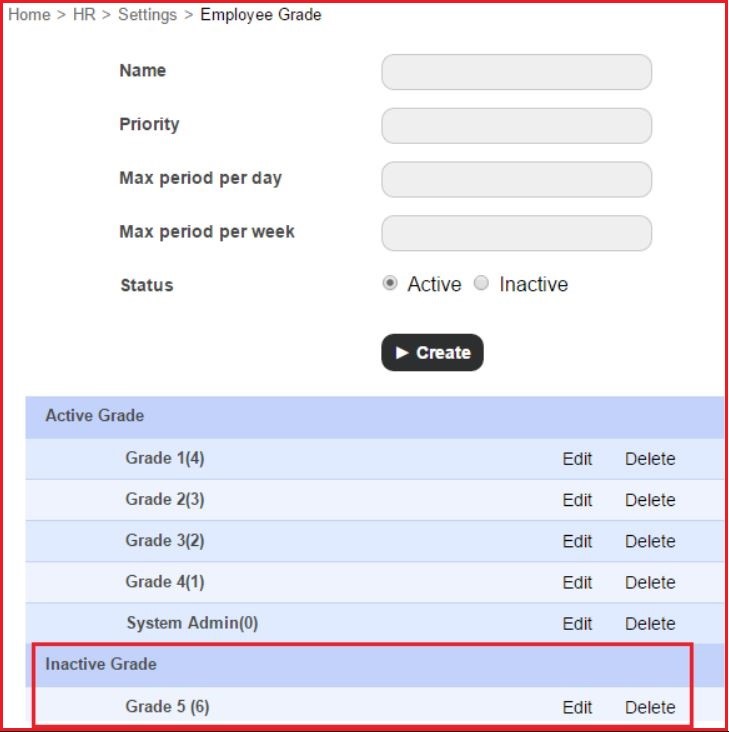 Home > HR > Settings > Employee Grade
Name
Priority
Max period per day
Max period per week
Status Active Inactive
Create
Active Grade
Grade 1(4) Edit Delete
Grade 2(3) Edit Delete
Grade 3(2) Edit Delete
Grade 4(1) Edit Delete
System Admin(0) Edit Delete
Inactive Grade
Grade 5 (6) Edit Delete